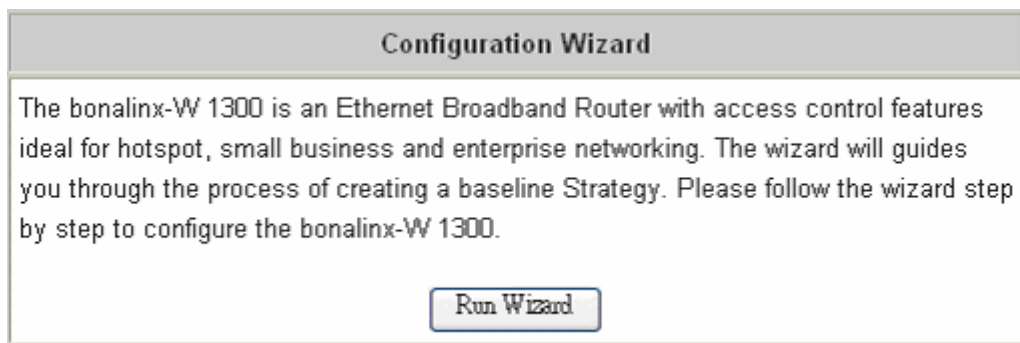 Configuration Wizard
The bonalinx-W 1300 is an Ethernet Broadband Router with access control features
ideal for hotspot, small business and enterprise networking. The wizard will guides
you through the process of creating a baseline Strategy. Please follow the wizard step
by step to configure the bonalinx-W 1300.
Run Wizard